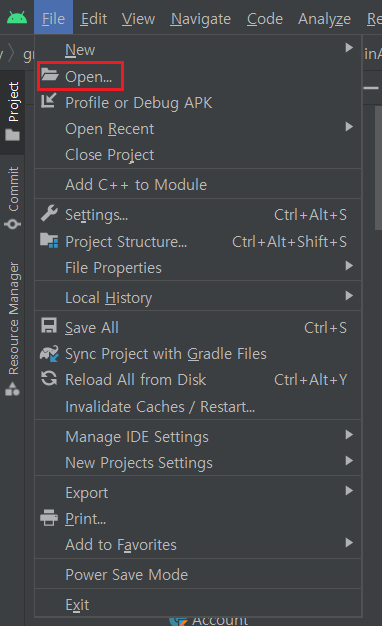 File Edit View Navigate Code Analyze
Project
Commit
Resource Manager
New
Open...
Profile or Debug APK
Open Recent
Close Project
Add C++ to Module
Settings... Ctrl+Alt+S
Project Structure... Ctrl+Alt+Shift+S
File Properties
Local History
Save All Ctrl+S
Sync Project with Gradle Files
Reload All from Disk Ctrl+Alt+Y
Invalidate Caches / Restart...
Manage IDE Settings
New Projects Settings
Export
Print...
Add to Favorites
Power Save Mode
Exit
Account